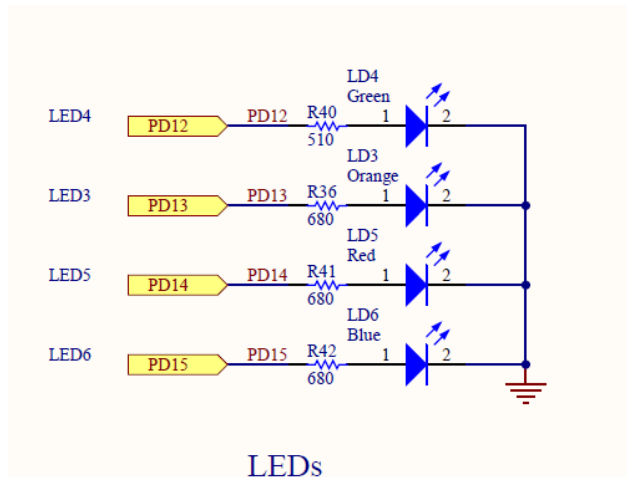 LD4
Green
LED4 PD12 PD12 R40 1 2
510
LD3
Orange
LED3 PD13 PD13 R36 1 2
680
LD5
Red
LED5 PD14 PD14 R41 1 2
680
LD6
Blue
LED6 PD15 PD15 R42 1 2
680
LEDs